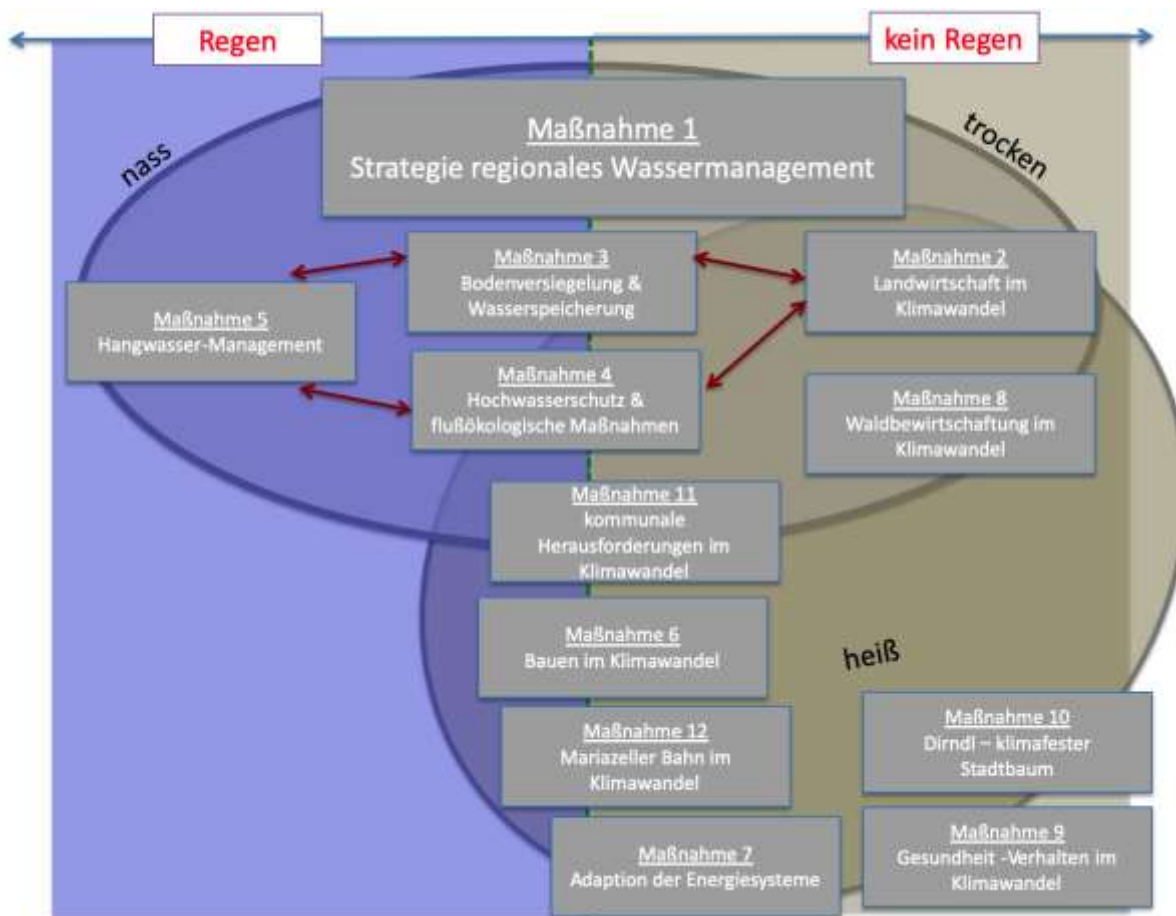 Regen
kein Regen
nass
trocken
Maßnahme 1
Strategie regionales Wassermanagement
Maßnahme 3
Bodenversiegelung &
Wasserspeicherung
Maßnahme 2
Landwirtschaft im
Klimawandel
Maßnahme 5
Hangwasser-Management
Maßnahme 4
Hochwasserschutz &
flußökologische Maßnahmen
Maßnahme 8
Waldbewirtschaftung im
Klimawandel
Maßnahme 11
kommunale
Herausforderungen im
Klimawandel
Maßnahme 6
Bauen im Klimawandel
heiß
Maßnahme 12
Mariazeller Bahn im
Klimawandel
Maßnahme 10
Dirndl – klimafester
Stadtbaum
Maßnahme 7
Adaption der Energiesysteme
Maßnahme 9
Gesundheit -Verhalten im
Klimawandel